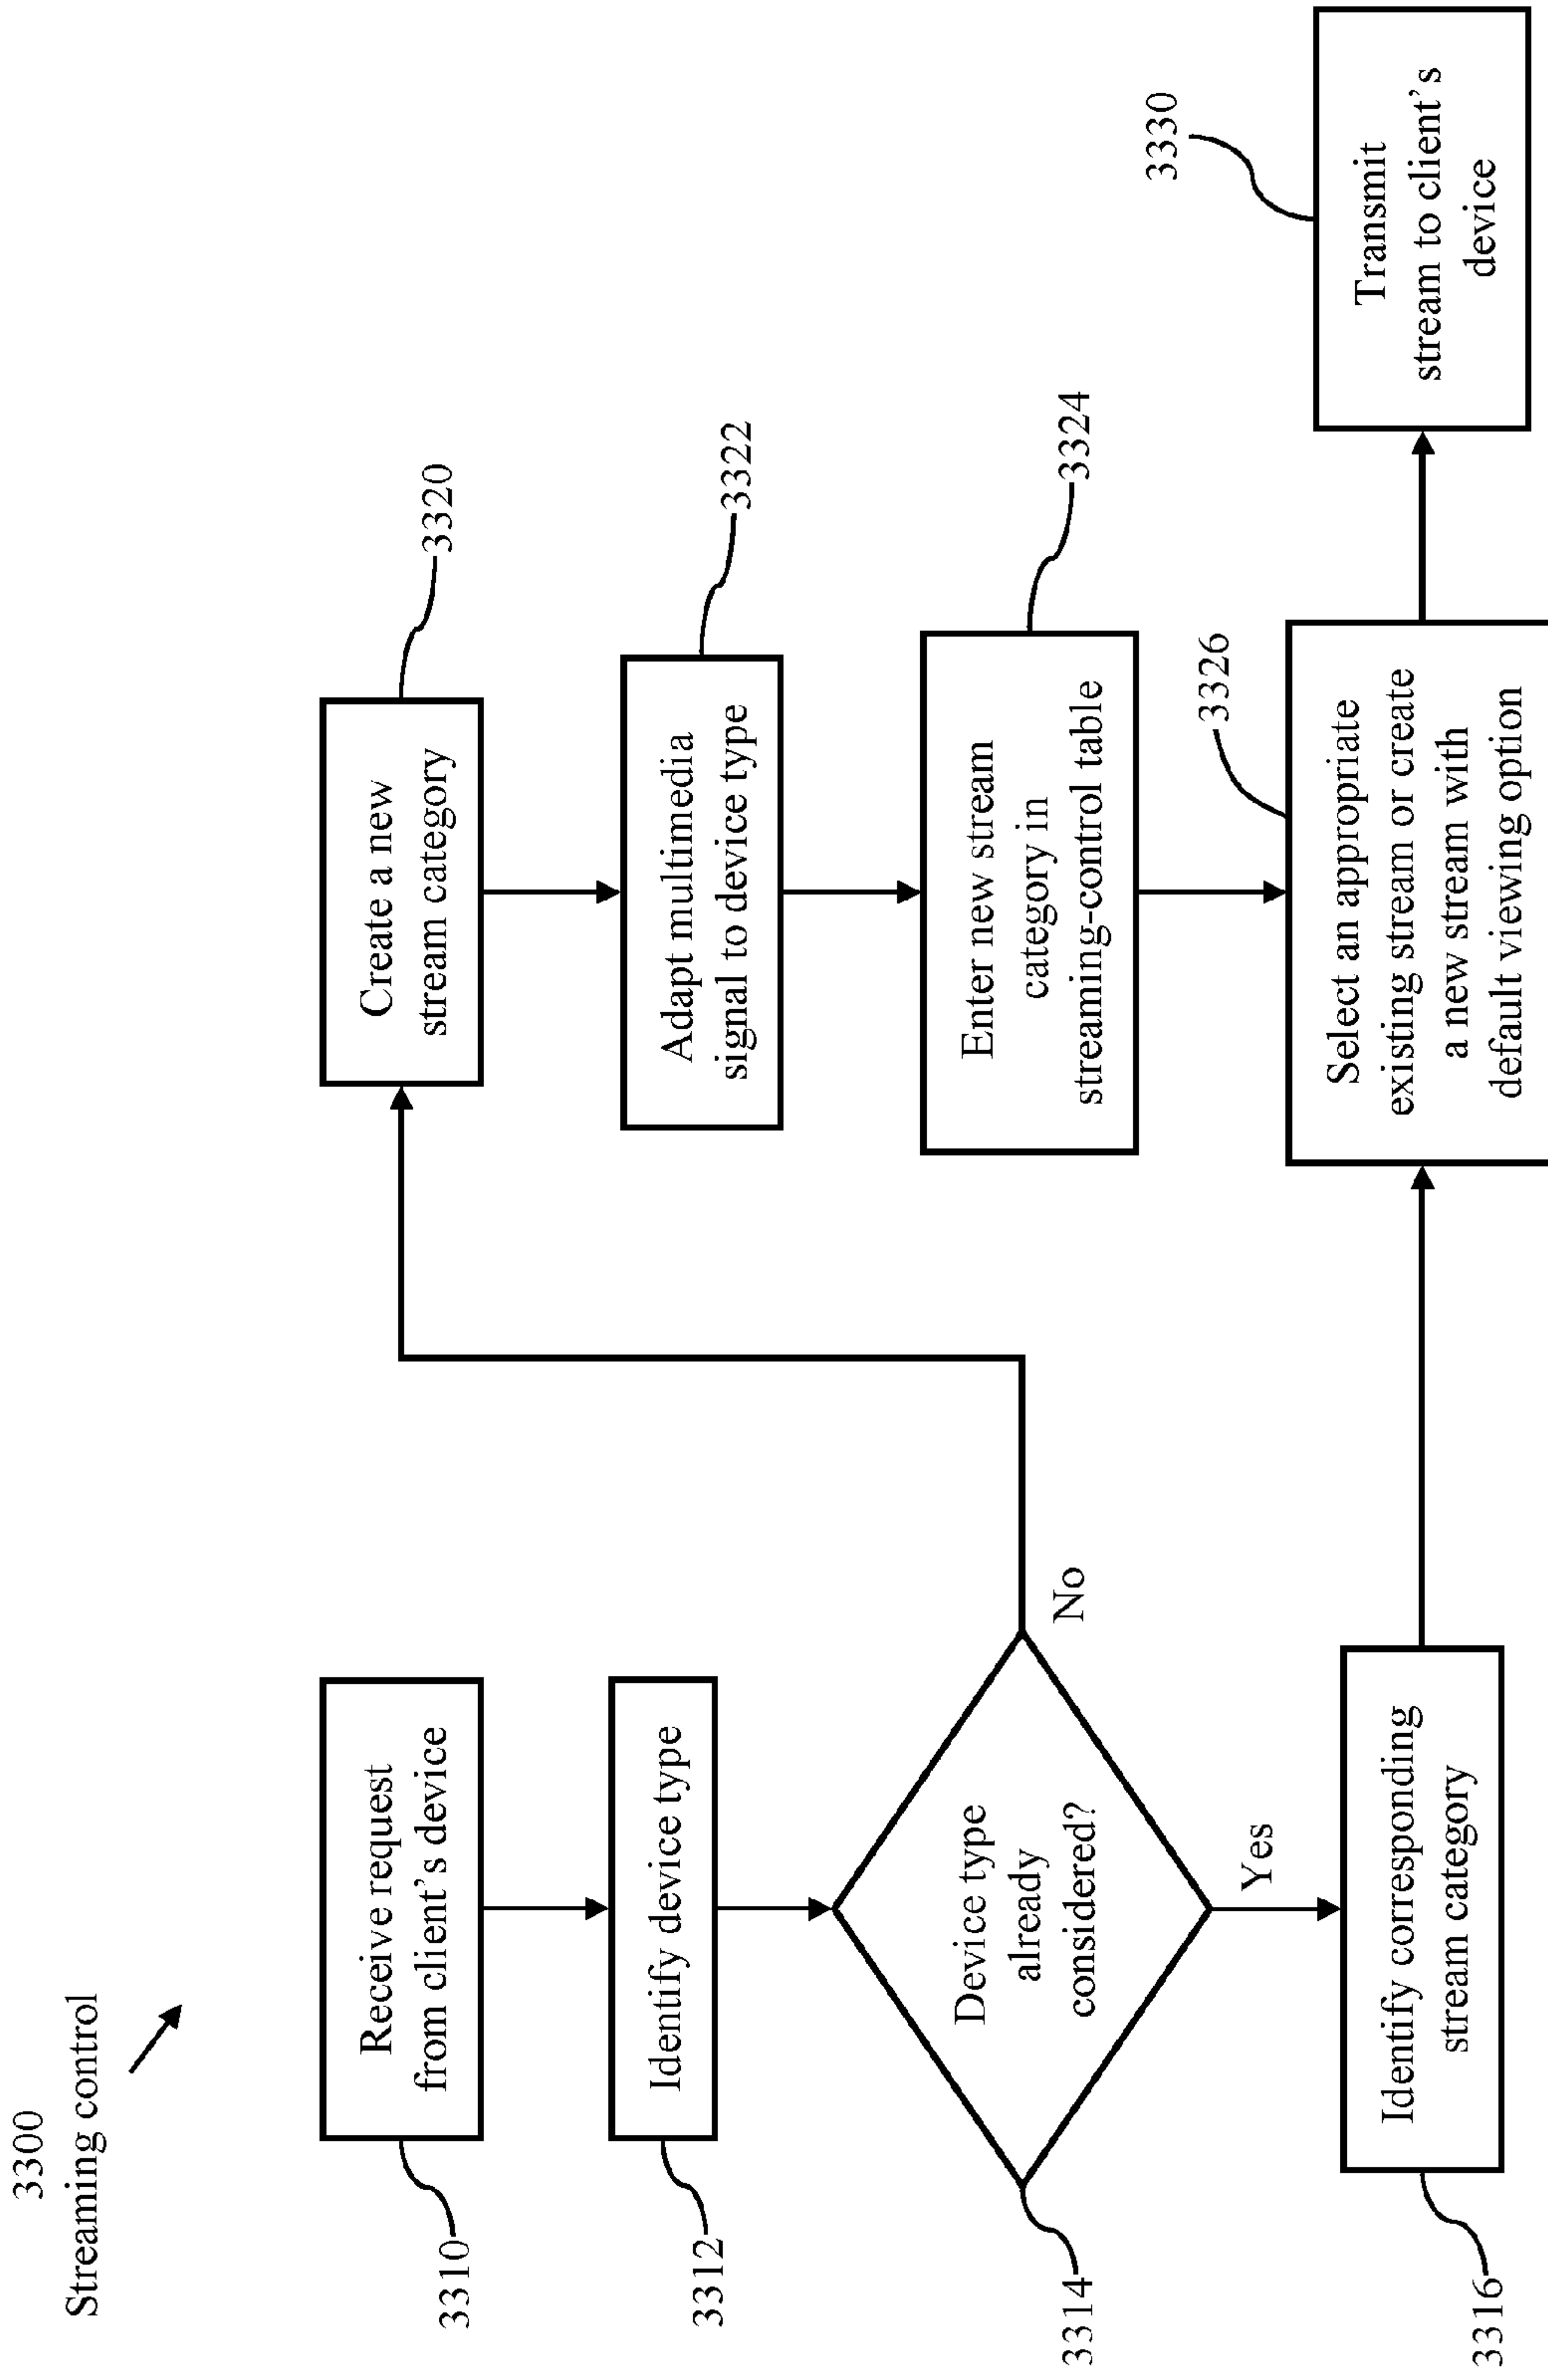 3300
Streaming control
3310
Receive request
from client's device
3312
Identify device type
3314
Device type
already
considered?
No
Yes
3316
Identify corresponding
stream category
3320
Create a new
stream category
3322
Adapt multimedia
signal to device type
3324
Enter new stream
category in
streaming-control table
3326
Select an appropriate
existing stream or create
a new stream with
default viewing option
3330
Transmit
stream to client's
device